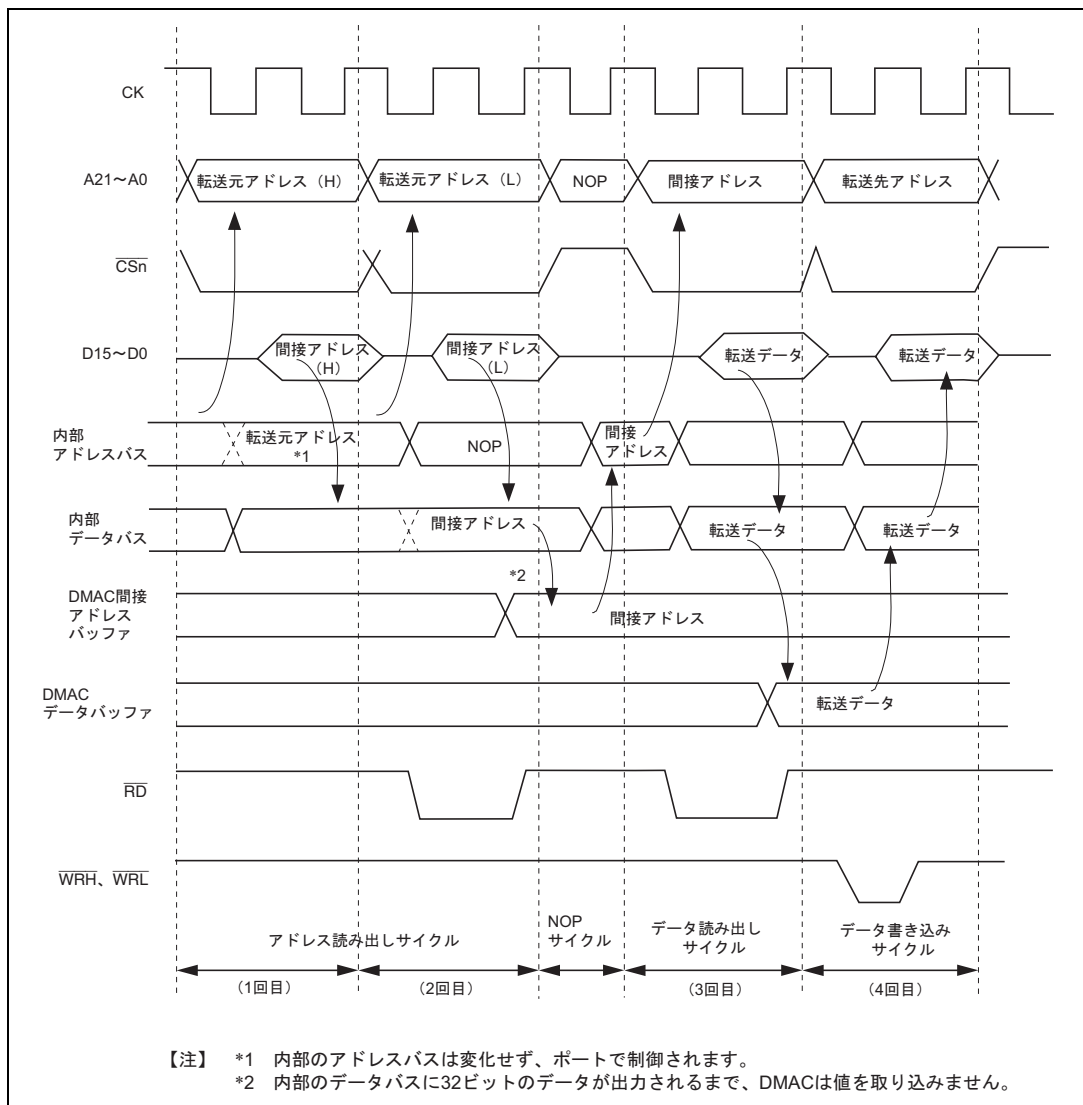 CK
A21～A0
転送元アドレス（H）
転送元アドレス（L）
NOP
間接アドレス
転送先アドレス
CSn
D15～D0
間接アドレス
（H）
間接アドレス
（L）
転送データ
転送データ
内部
アドレスバス
転送元アドレス
*1
NOP
間接
アドレス
内部
データバス
間接アドレス
転送データ
転送データ
*2
DMAC間接
アドレス
バッファ
間接アドレス
DMAC
データバッファ
転送データ
RD
WRH、WRL
アドレス読み出しサイクル
NOP
サイクル
データ読み出し
サイクル
データ書き込み
サイクル
（1回目）
（2回目）
（3回目）
（4回目）
【注】 *1 内部のアドレスバスは変化せず、ポートで制御されます。
*2 内部のデータバスに32ビットのデータが出力されるまで、DMACは値を取り込みません。